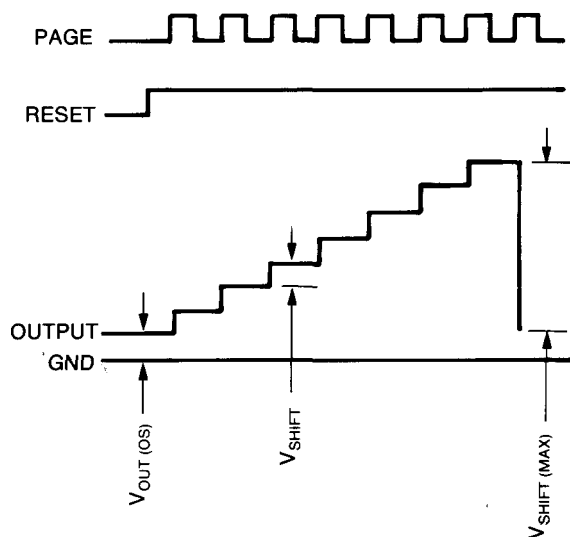 PAGE
RESET
OUTPUT
GND
VOUT (OS)
VSHIFT
VSHIFT (MAX)